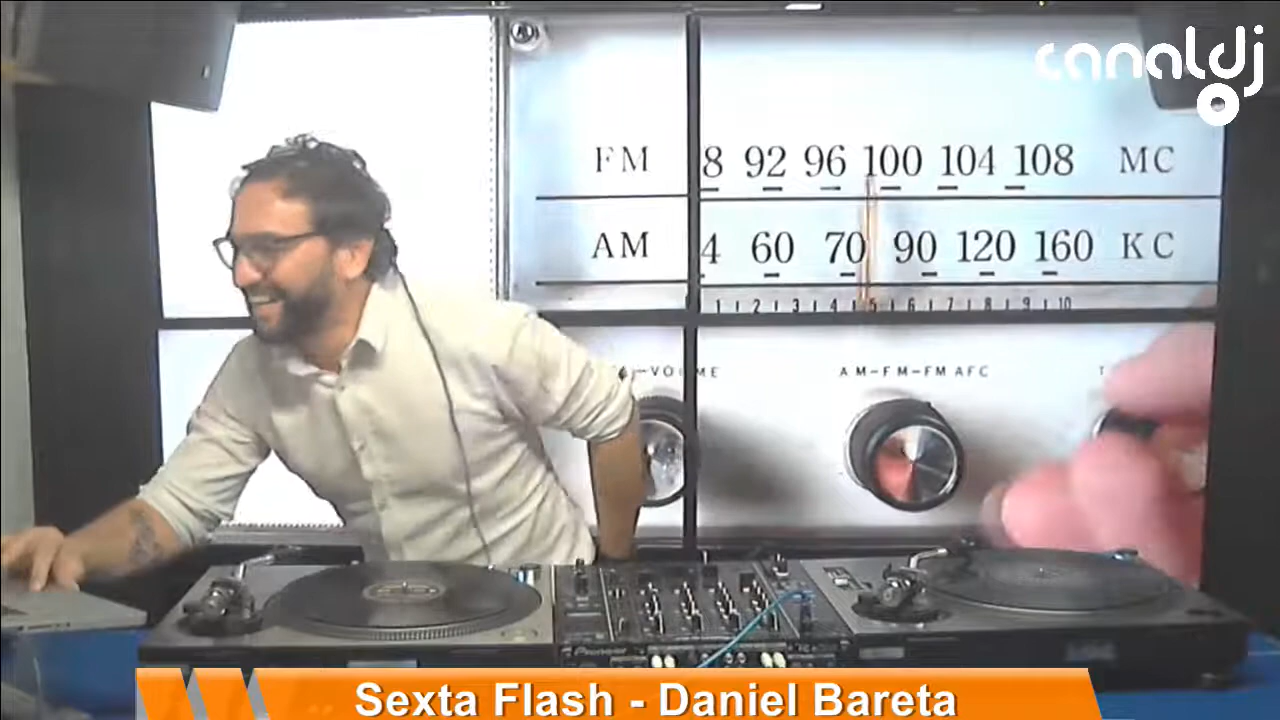 canaldj
FM 8 92 96 100 104 108 MC
AM 4 60 70 90 120 160 KC
1 2 3 4 5 6 7 8 9 10
VOLUME AM-FM-FM AFC
Pioneer
Sexta Flash - Daniel Bareta